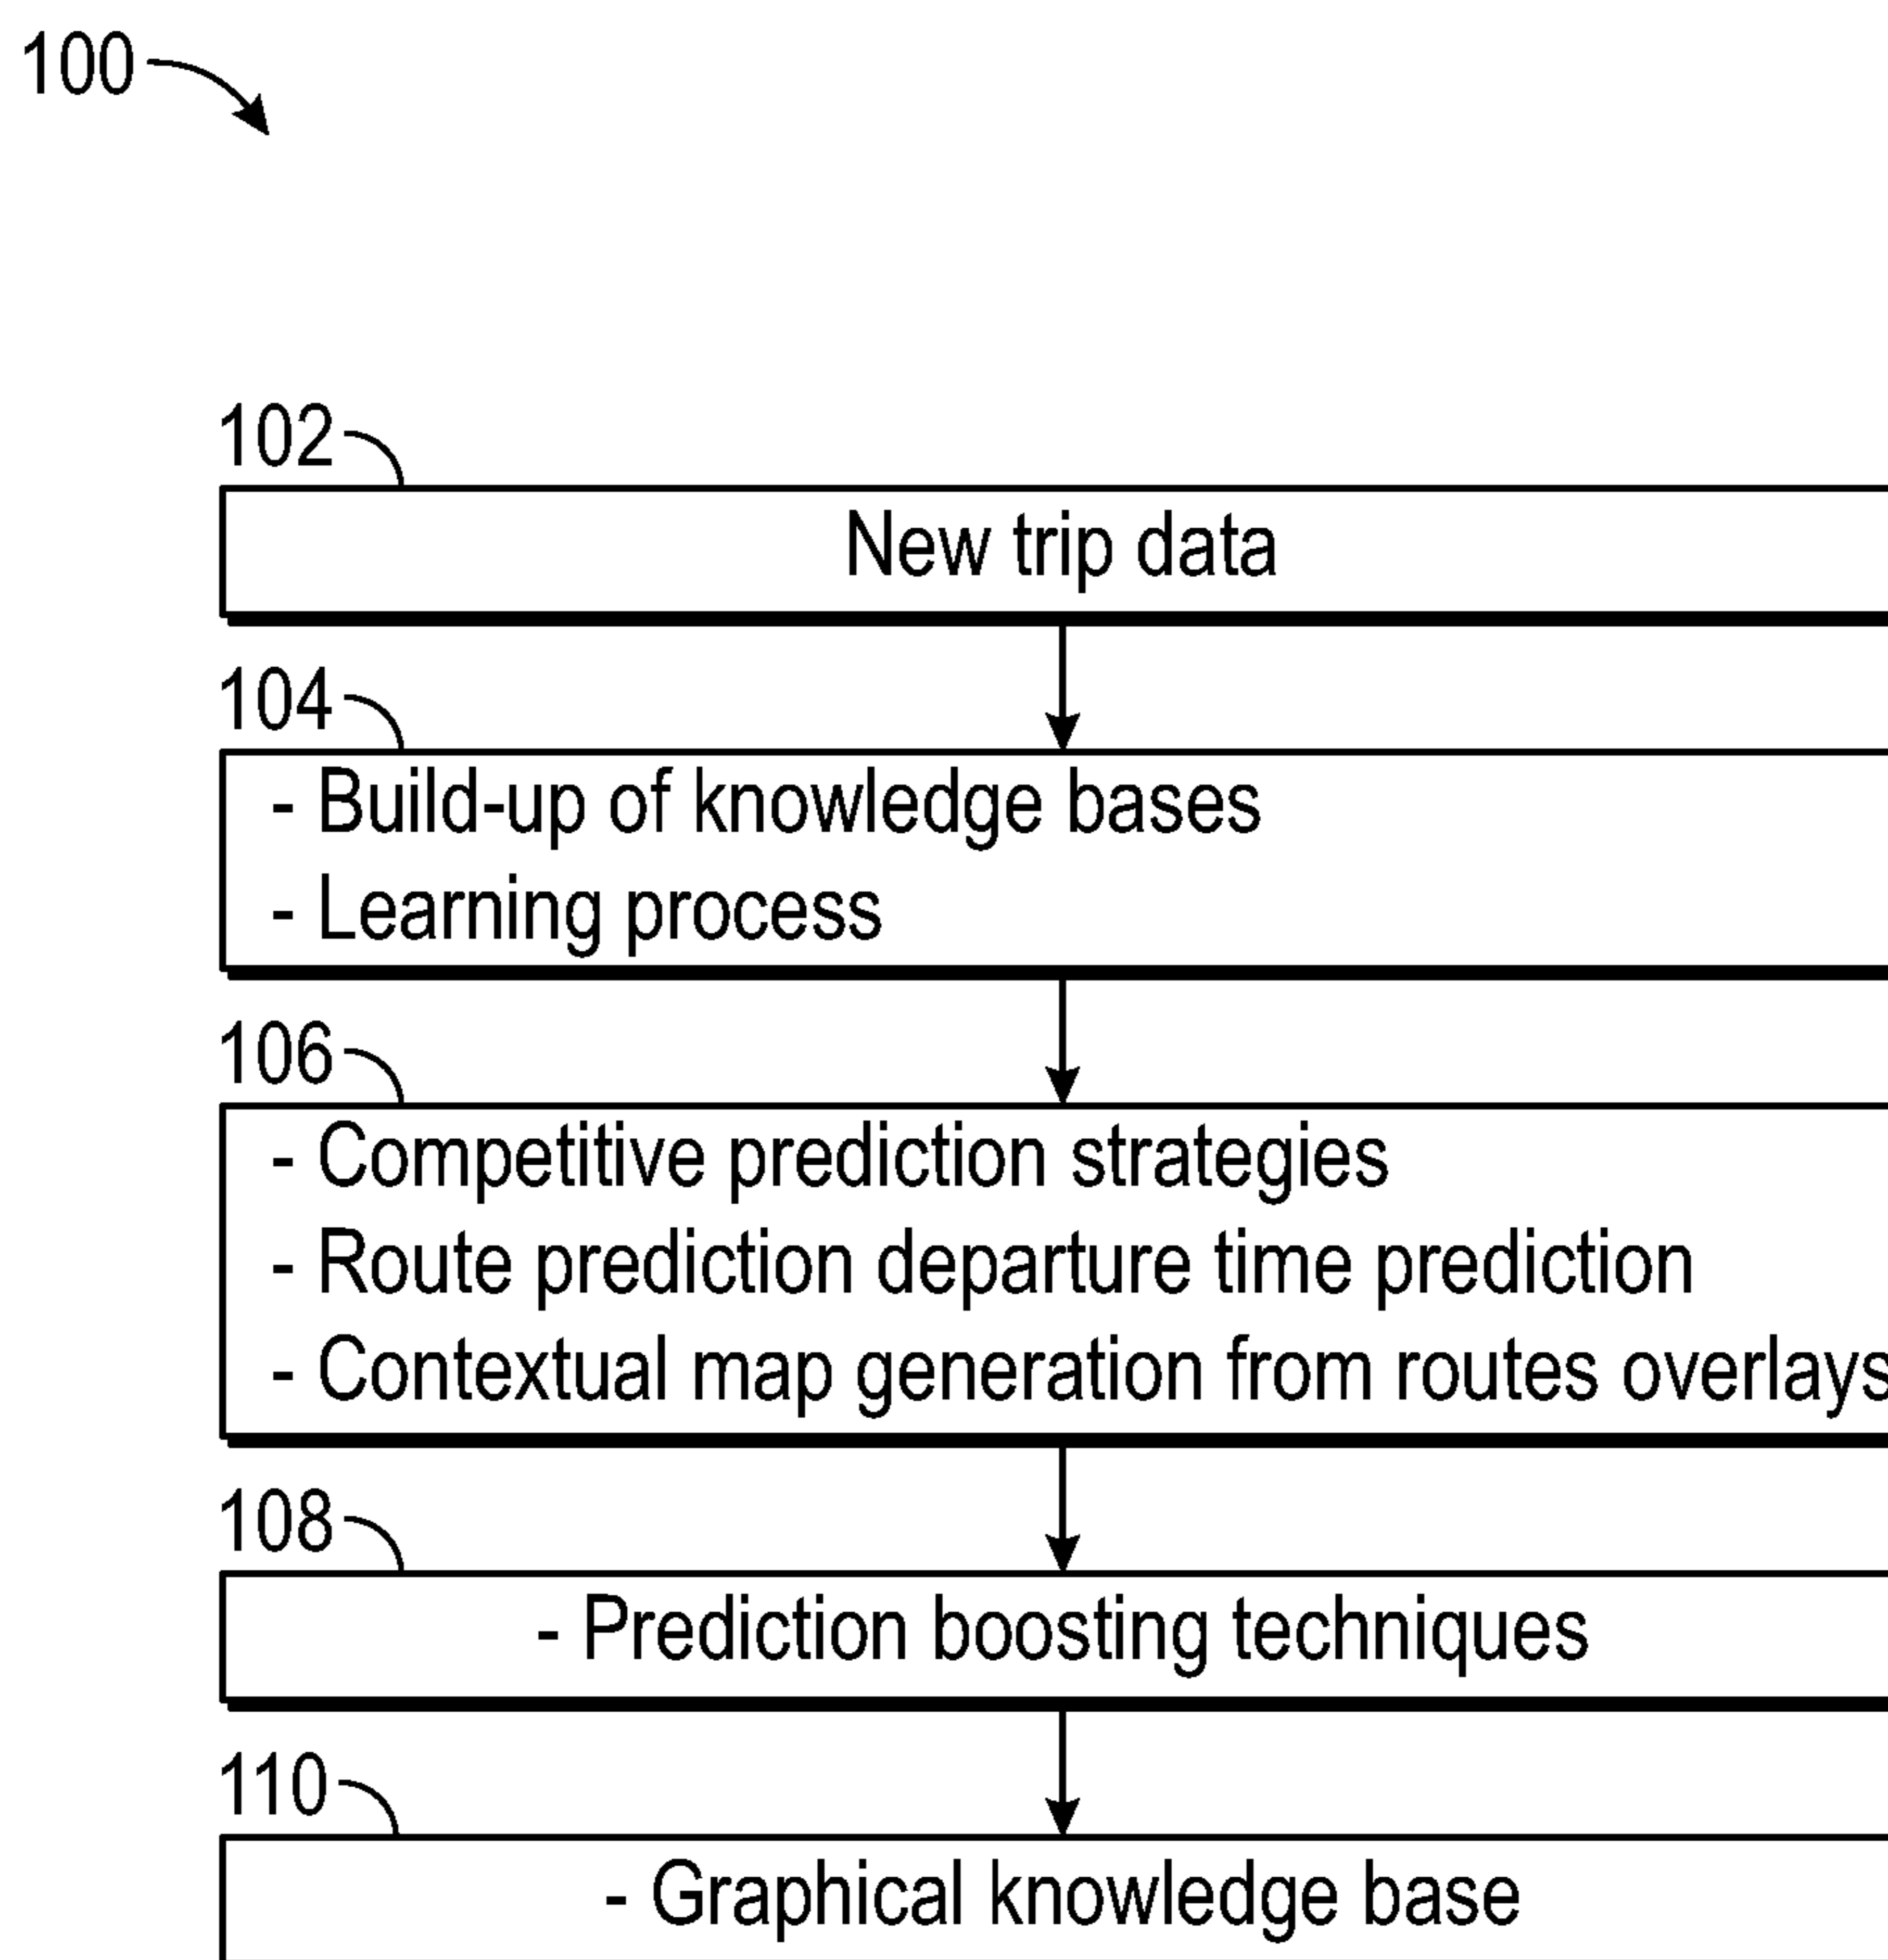 100
102
New trip data
104
- Build-up of knowledge bases
- Learning process
106
- Competitive prediction strategies
- Route prediction departure time prediction
- Contextual map generation from routes overlays
108
- Prediction boosting techniques
110
- Graphical knowledge base